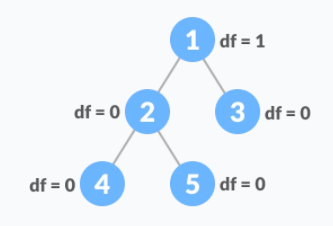 1 df = 1
df = 0 2 3 df = 0
df = 0 4 5 df = 0